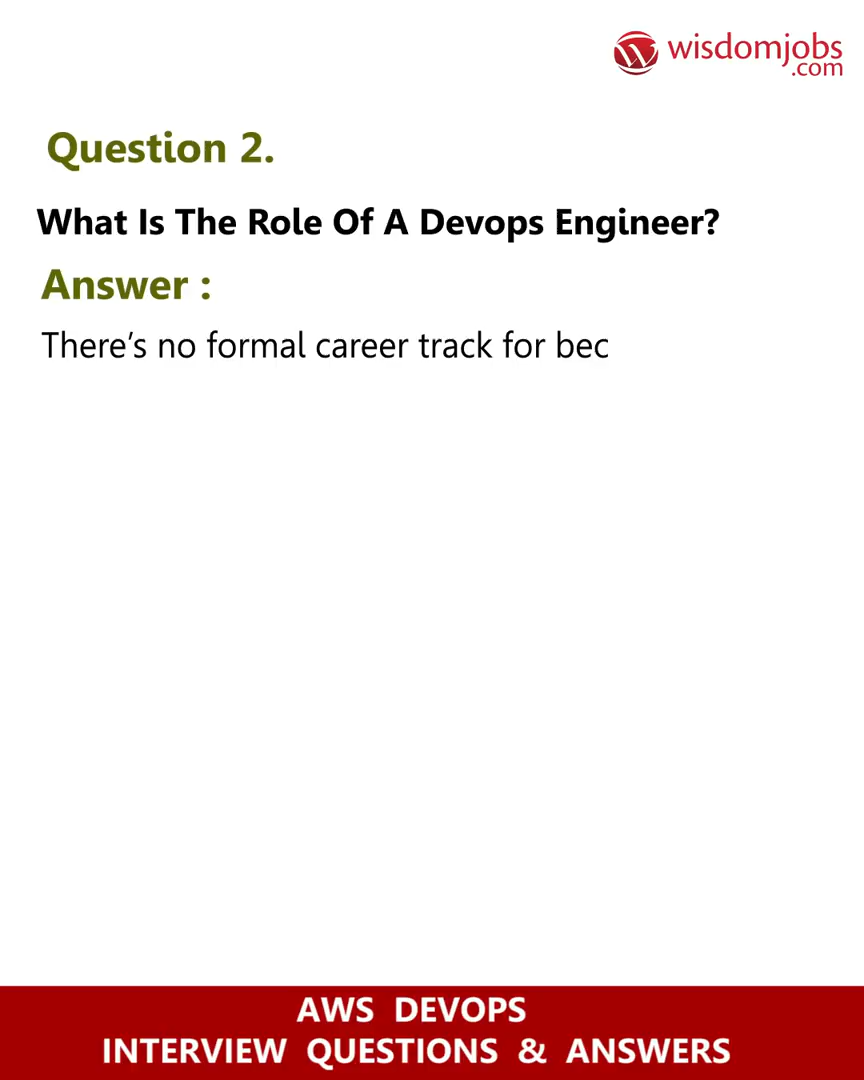 wisdomjobs
.com
Question 2.
What Is The Role Of A Devops Engineer?
Answer :
There’s no formal career track for bec
AWS DEVOPS
INTERVIEW QUESTIONS & ANSWERS